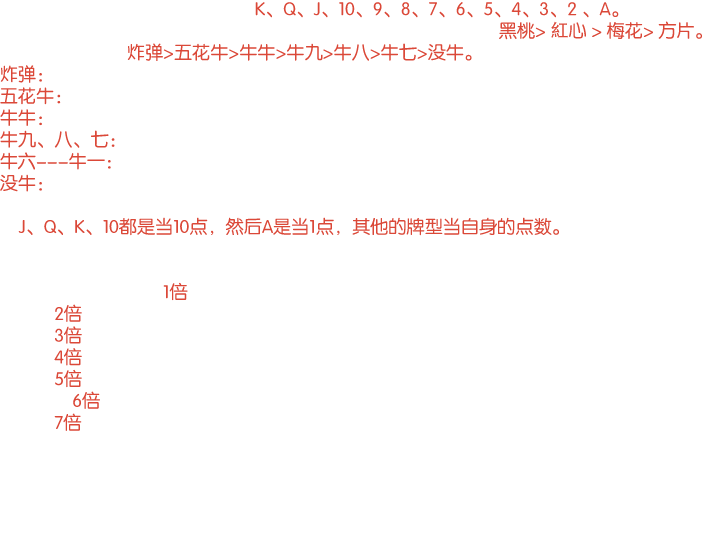 K、Q、J、10、9、8、7、6、5、4、3、2 、A。
黑桃> 紅心 > 梅花> 方片。
炸弹>五花牛>牛牛>牛九>牛八>牛七>没牛。
炸弹：
五花牛：
牛牛：
牛九、八、七：
牛六---牛一：
没牛：
J、Q、K、10都是当10点，然后A是当1点，其他的牌型当自身的点数。
1倍
2倍
3倍
4倍
5倍
6倍
7倍